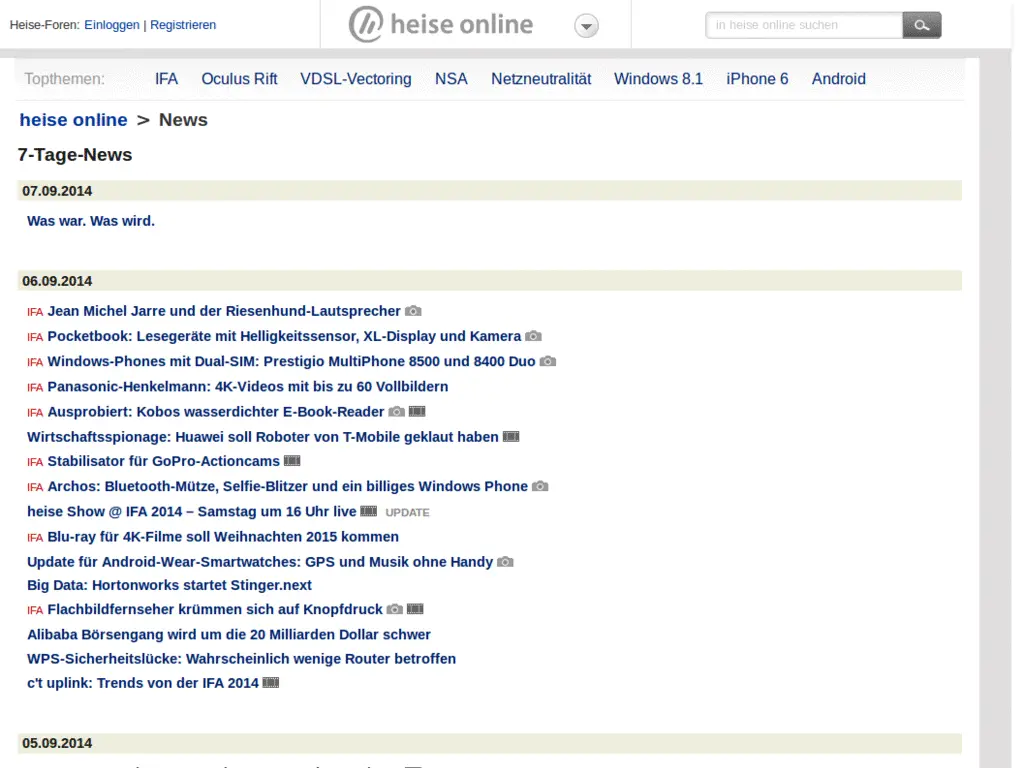 Heise-Foren: Einloggen | Registrieren
heise online
in heise online suchen
Topthemen: IFA Oculus Rift VDSL-Vectoring NSA Netzneutralität Windows 8.1 iPhone 6 Android
heise online > News
7-Tage-News
07.09.2014
Was war. Was wird.
06.09.2014
IFA Jean Michel Jarre und der Riesenhund-Lautsprecher
IFA Pocketbook: Lesegeräte mit Helligkeitssensor, XL-Display und Kamera
IFA Windows-Phones mit Dual-SIM: Prestigio MultiPhone 8500 und 8400 Duo
IFA Panasonic-Henkelmann: 4K-Videos mit bis zu 60 Vollbildern
IFA Ausprobiert: Kobos wasserdichter E-Book-Reader
Wirtschaftsspionage: Huawei soll Roboter von T-Mobile geklaut haben
IFA Stabilisator für GoPro-Actioncams
IFA Archos: Bluetooth-Mütze, Selfie-Blitzer und ein billiges Windows Phone
heise Show @ IFA 2014 – Samstag um 16 Uhr live UPDATE
IFA Blu-ray für 4K-Filme soll Weihnachten 2015 kommen
Update für Android-Wear-Smartwatches: GPS und Musik ohne Handy
Big Data: Hortonworks startet Stinger.next
IFA Flachbildfernseher krümmen sich auf Knopfdruck
Alibaba Börsengang wird um die 20 Milliarden Dollar schwer
WPS-Sicherheitslücke: Wahrscheinlich wenige Router betroffen
c't uplink: Trends von der IFA 2014
05.09.2014